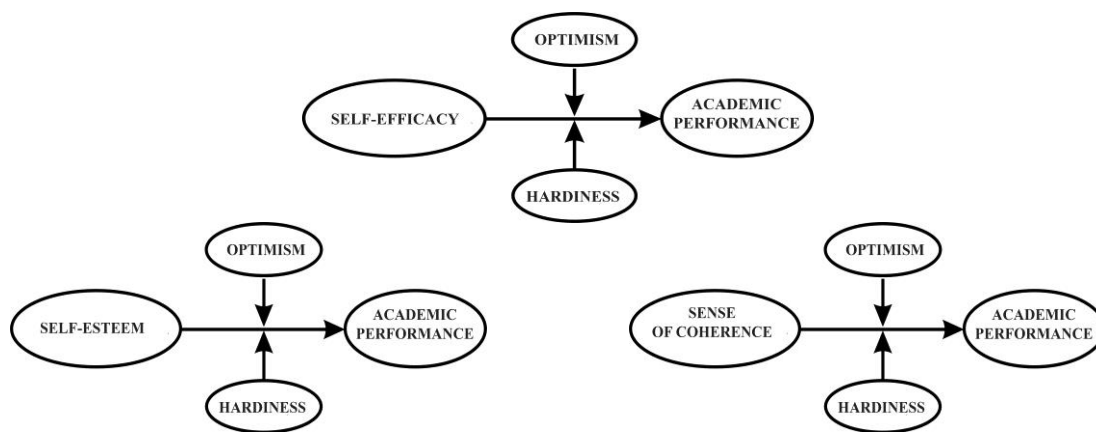 OPTIMISM
SELF-EFFICACY
ACADEMIC
PERFORMANCE
HARDINESS
OPTIMISM
SELF-ESTEEM
ACADEMIC
PERFORMANCE
HARDINESS
OPTIMISM
SENSE
OF COHERENCE
ACADEMIC
PERFORMANCE
HARDINESS